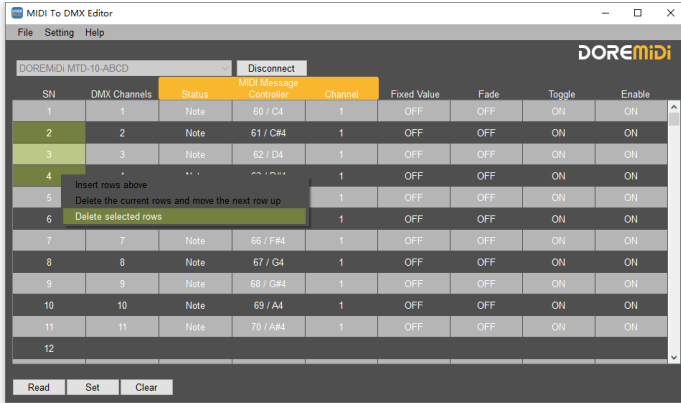 MIDI To DMX Editor
File Setting Help
DOREMiDi
DOREMiDi MTD-10-ABCD Disconnect
MIDI Message
SN DMX Channels Status Controller Channel Fixed Value Fade Toggle Enable
1 1 Note 60 / C4 1 OFF OFF ON ON
2 2 Note 61 / C#4 1 OFF OFF ON ON
3 3 Note 62 / D4 1 OFF OFF ON ON
4 1 OFF OFF ON ON
Insert rows above
5 1 OFF OFF ON ON
Delete the current rows and move the next row up
6 1 OFF OFF ON ON
Delete selected rows
7 7 Note 66 / F#4 1 OFF OFF ON ON
8 8 Note 67 / G4 1 OFF OFF ON ON
9 9 Note 68 / G#4 1 OFF OFF ON ON
10 10 Note 69 / A4 1 OFF OFF ON ON
11 11 Note 70 / A#4 1 OFF OFF ON ON
12
Read Set Clear